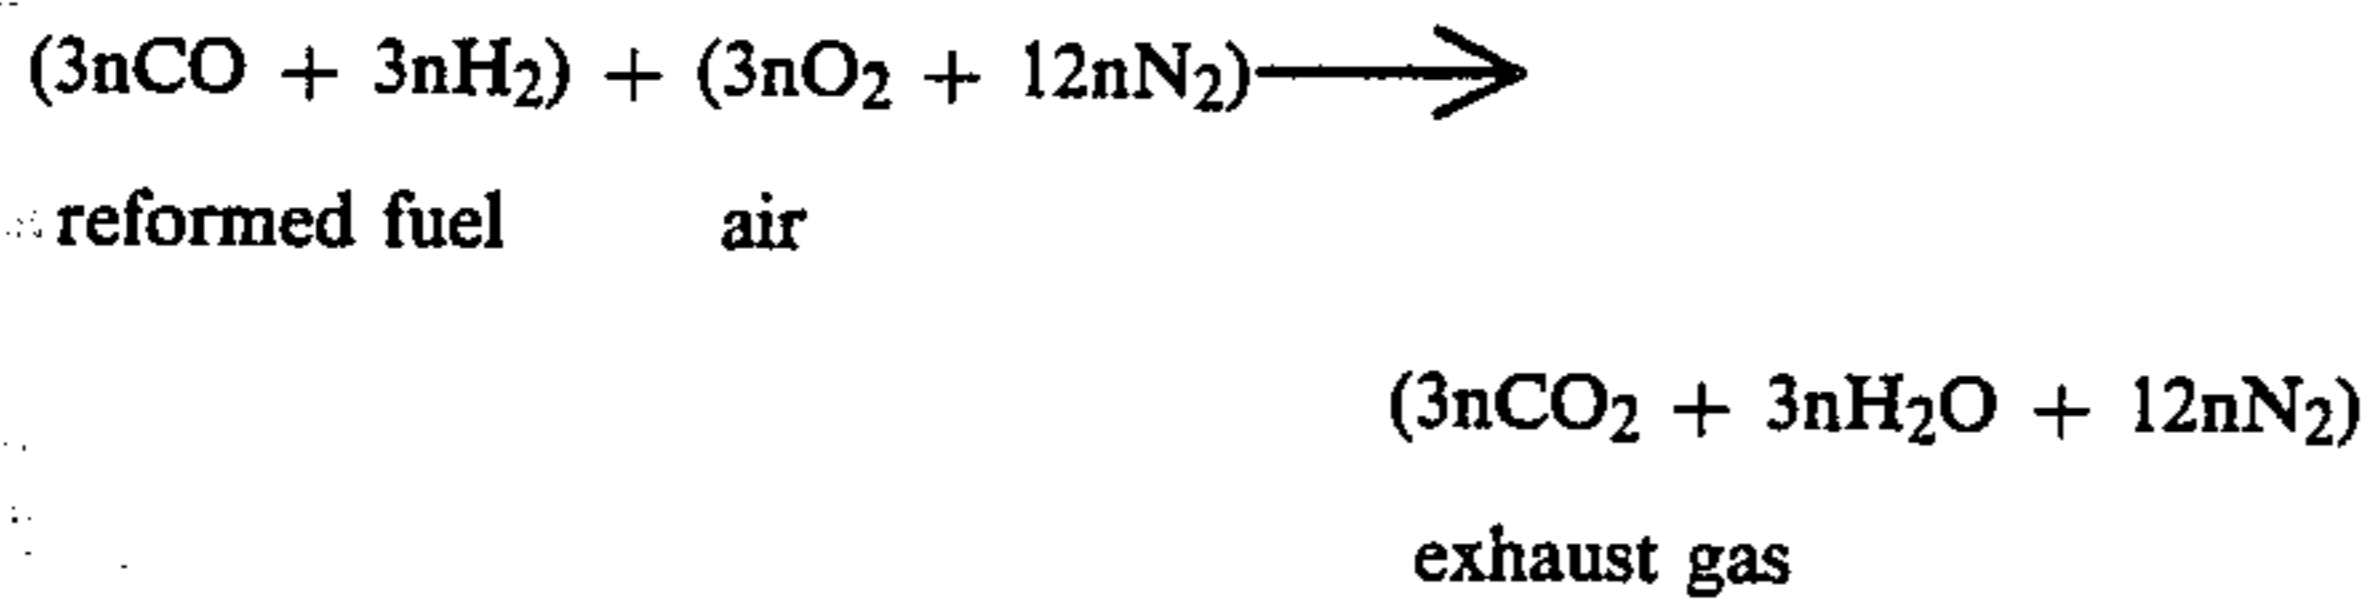 (3nCO + 3nH₂) + (3nO₂ + 12nN₂)⟶
reformed fuel air
(3nCO₂ + 3nH₂O + 12nN₂)
exhaust gas